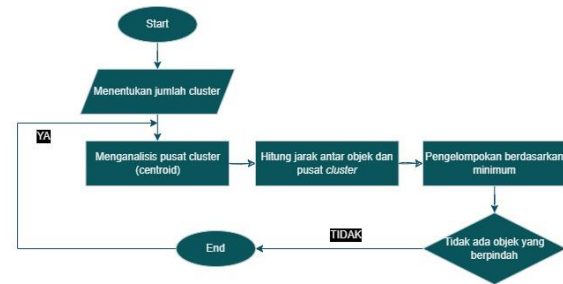 Start
Menentukan jumlah cluster
YA
Menganalisis pusat cluster
(centroid)
Hitung jarak antar objek dan
pusat cluster
Pengelompokan berdasarkan
minimum
End
TIDAK
Tidak ada objek yang
berpindah